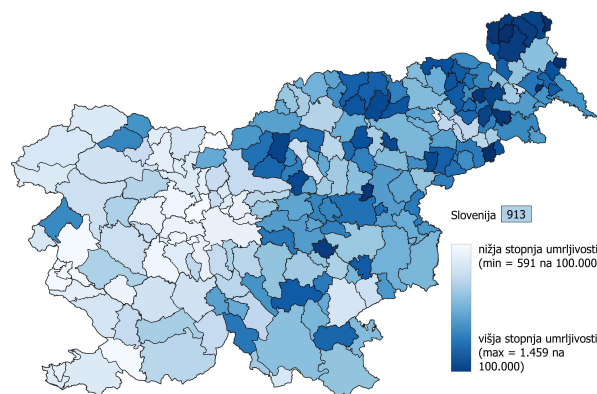 Slovenija 913
nižja stopnja umrljivosti
(min = 591 na 100.000)
višja stopnja umrljivosti
(max = 1.459 na
100.000)